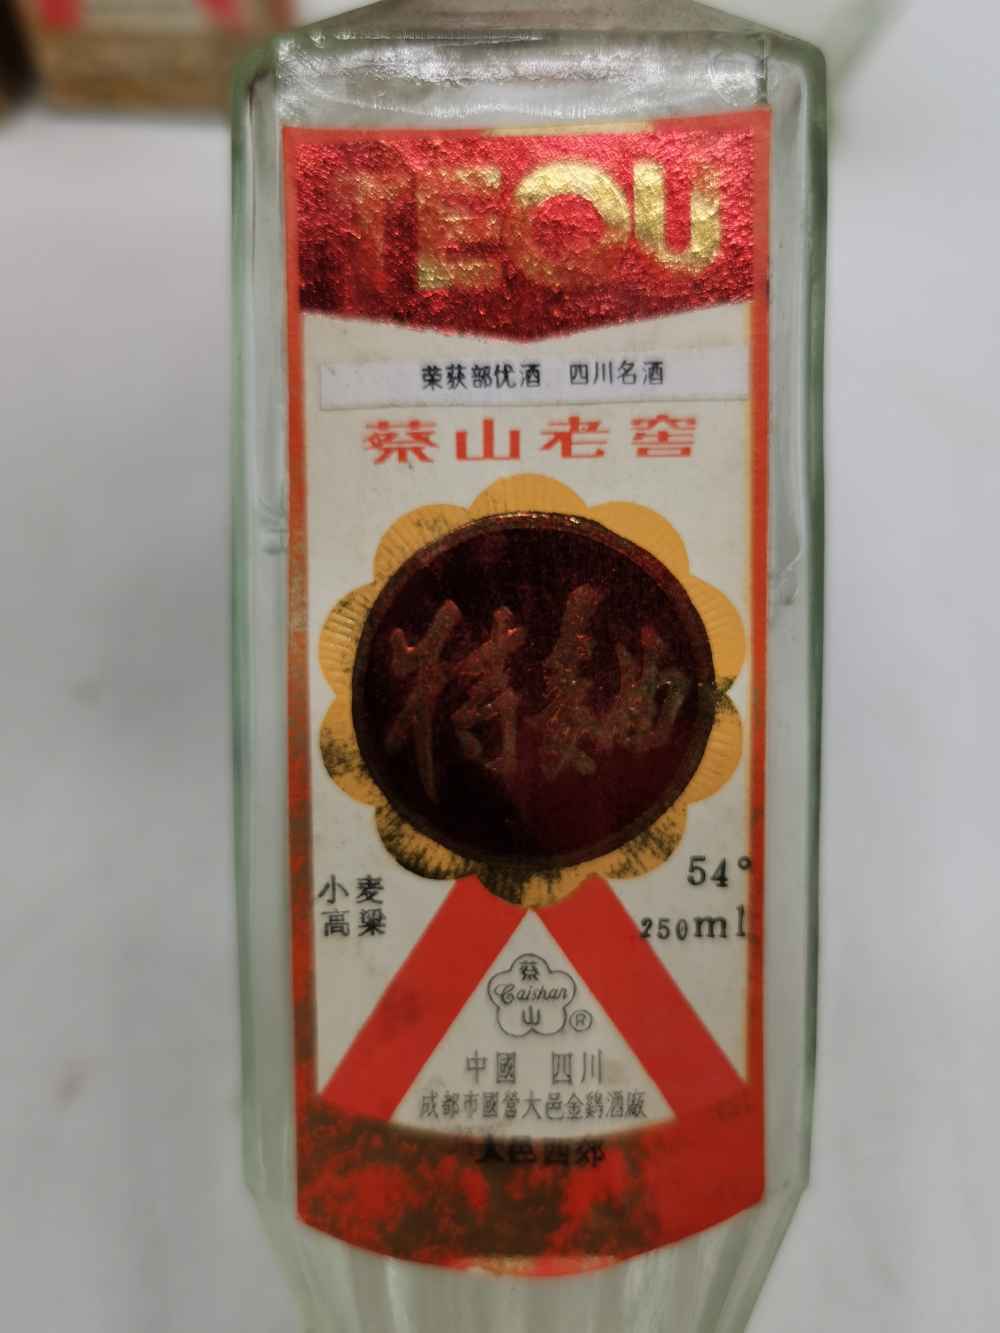 TEQU
荣获部优酒 四川名酒
蔡山老窖
特曲
小麦
高粱
54°
250ml
蔡
Caishan
山 ®
中國 四川
成都市國營大邑金鷄酒廠
大邑西郊